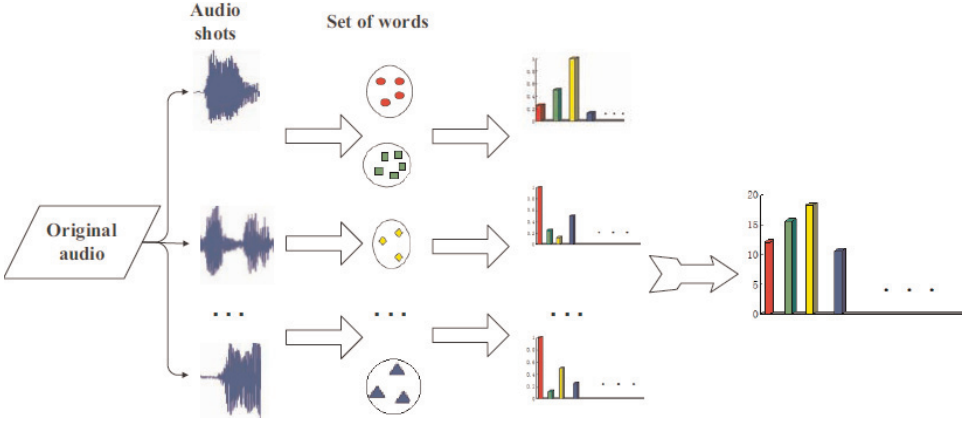 Audio
shots
Set of words
Original
audio
. . .
. . .
. . .
. . .
. . .
. . .
20
15
10
5
0
. . .